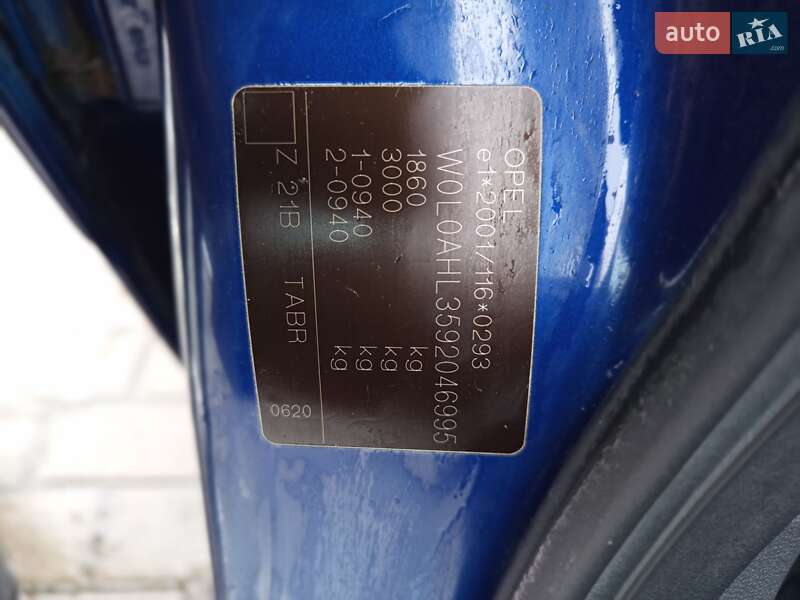 OPEL
e1*2001/116*0293
W0L0AHL3592046995
1860 kg
3000 kg
1-0940 kg
2-0940 kg
Z 21B TABR
0620
auto RIA.com